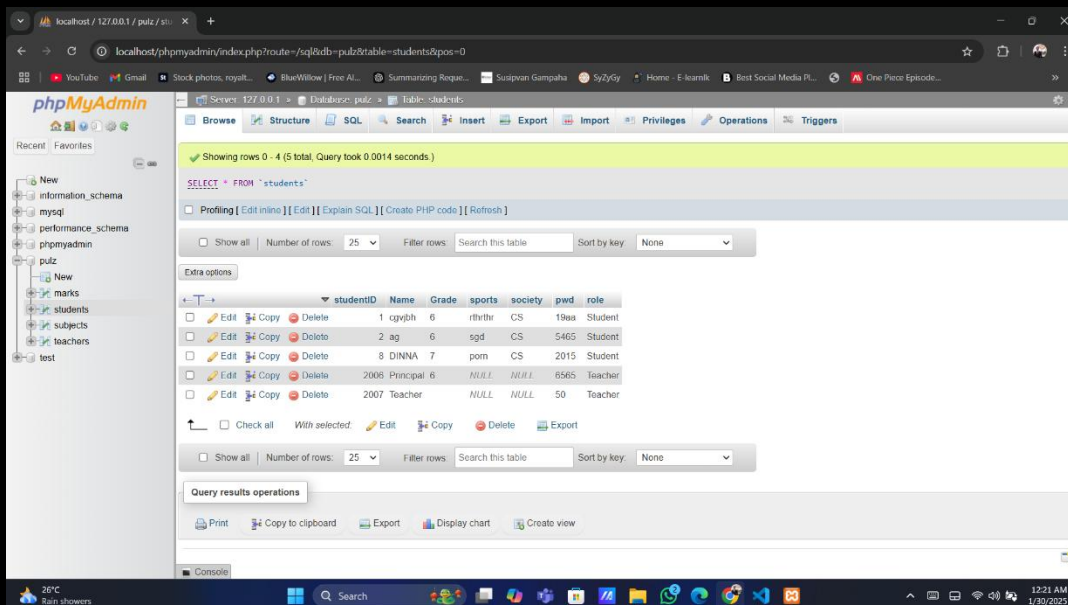 localhost / 127.0.0.1 / pulz / stu
localhost/phpmyadmin/index.php?route=/sql&db=pulz&table=students&pos=0
YouTube Gmail Stock photos, royalt... BlueWillow | Free AI... Summarizing Reque... Susipvan Gampaha SyZyGy Home - E-learnlk Best Social Media Pl... One Piece Episode...
phpMyAdmin
Recent Favorites
New
information_schema
mysql
performance_schema
phpmyadmin
pulz
New
marks
students
subjects
teachers
test
Server: 127.0.0.1 » Database: pulz » Table: students
Browse Structure SQL Search Insert Export Import Privileges Operations Triggers
Showing rows 0 - 4 (5 total, Query took 0.0014 seconds.)
SELECT * FROM `students`
Profiling [ Edit inline ] [ Edit ] [ Explain SQL ] [ Create PHP code ] [ Refresh ]
Show all Number of rows: 25 Filter rows: Search this table Sort by key: None
Extra options
studentID Name Grade sports society pwd role
Edit Copy Delete 1 cgvjbh 6 rthrthr CS 19aa Student
Edit Copy Delete 2 ag 6 sgd CS 5465 Student
Edit Copy Delete 8 DINNA 7 porn CS 2015 Student
Edit Copy Delete 2006 Principal 6 NULL NULL 6565 Teacher
Edit Copy Delete 2007 Teacher NULL NULL 50 Teacher
Check all With selected: Edit Copy Delete Export
Show all Number of rows: 25 Filter rows: Search this table Sort by key: None
Query results operations
Print Copy to clipboard Export Display chart Create view
Console
26°C
Rain showers
Search
12:21 AM
1/30/2025